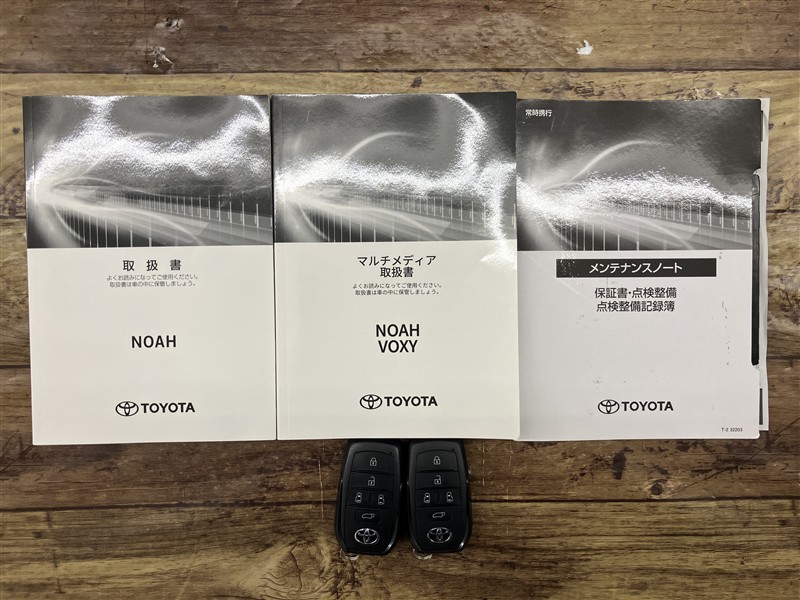 取扱書
よくお読みになってご使用ください。
取扱書は車の中に保管しましょう。
NOAH
TOYOTA
マルチメディア
取扱書
よくお読みになってご使用ください。
取扱書は車の中に保管しましょう。
NOAH
VOXY
TOYOTA
常時携行
メンテナンスノート
保証書・点検整備
点検整備記録簿
TOYOTA
T-2 32203